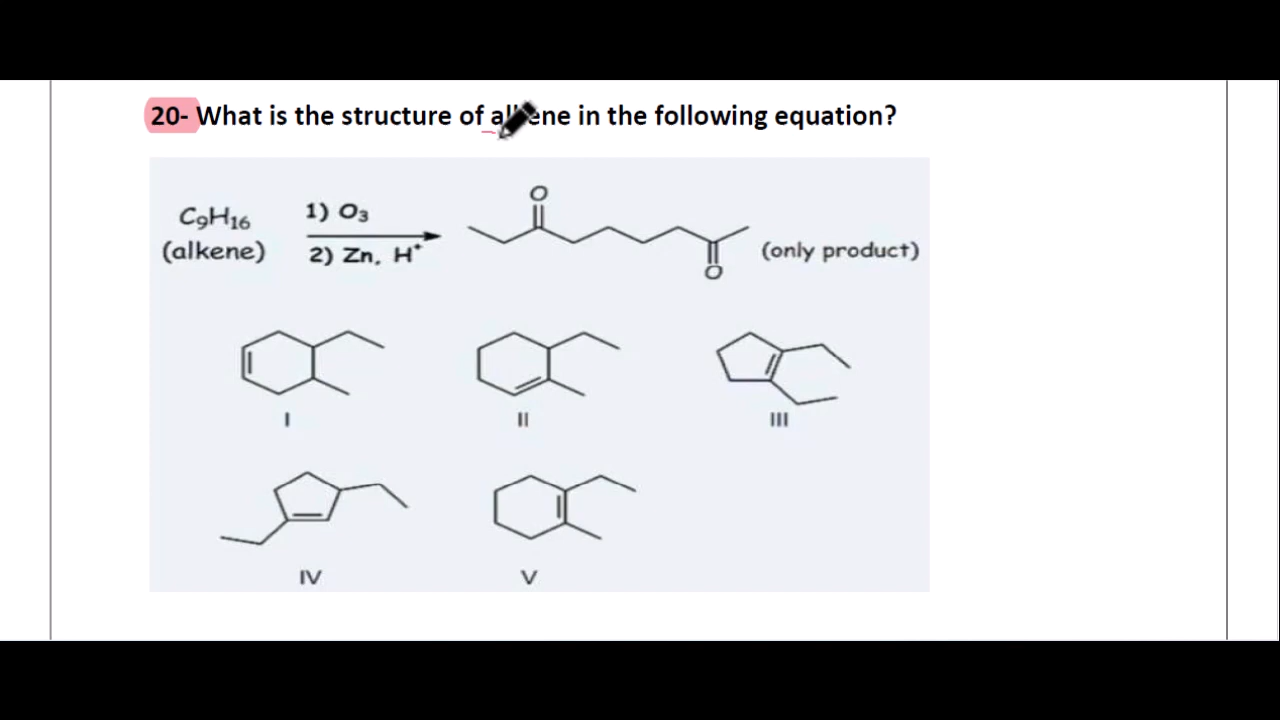 20- What is the structure of alkene in the following equation?
O
C₉H₁₆ 1) O₃
(alkene) 2) Zn, H⁺ (only product)
O
I II III
IV V